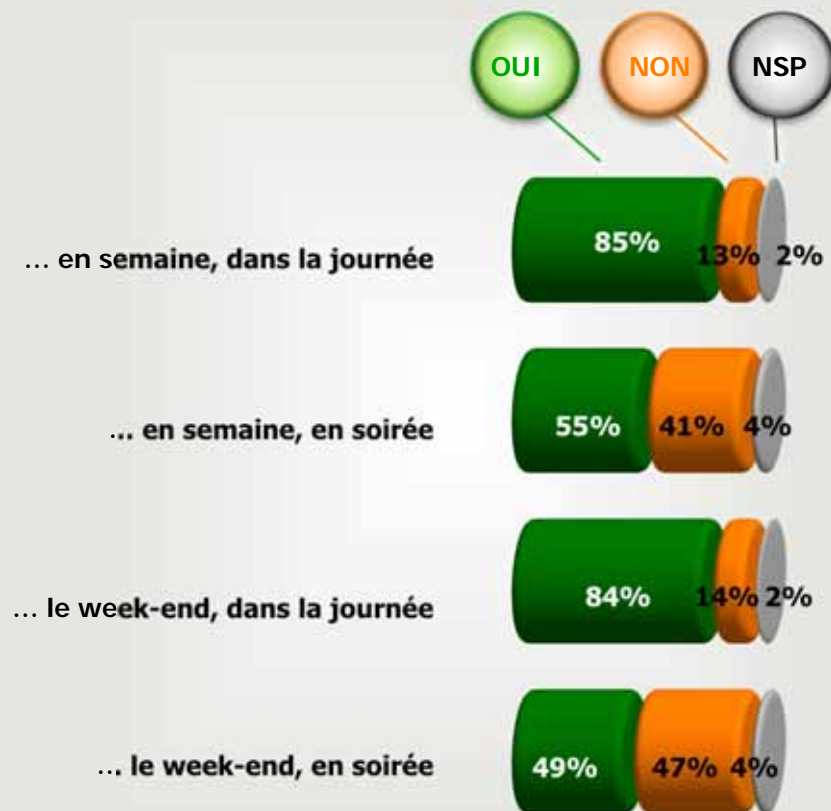 OUI NON NSP
... en semaine, dans la journée 85% 13% 2%
... en semaine, en soirée 55% 41% 4%
... le week-end, dans la journée 84% 14% 2%
... le week-end, en soirée 49% 47% 4%